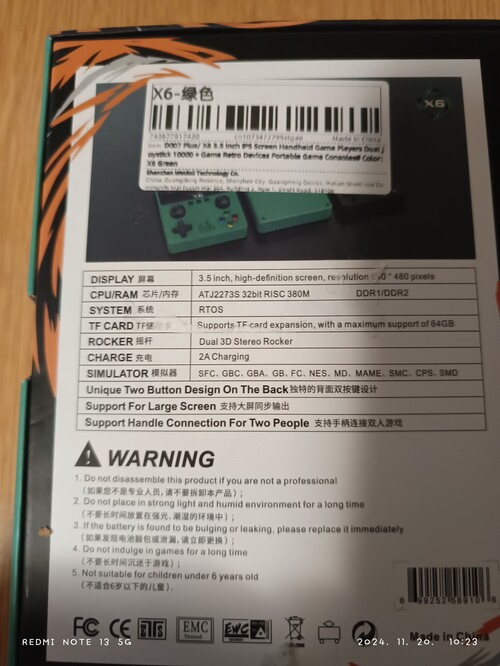 X6-绿色
X6
Made in China
Item: D007 Plus/ X6 3.5 inch IPS Screen Handheld Game Players Dual J
oystick 10000 + Game Retro Devices Portable Game Consoles# Color:
X6 Green
DISPLAY 屏幕 3.5 inch, high-definition screen, resolution * 480 pixels
CPU/RAM 芯片/内存 ATJ2273S 32bit RISC 380M DDR1/DDR2
SYSTEM 系统 RTOS
TF CARD TF Supports TF card expansion, with a maximum support of 64GB
ROCKER 摇杆 Dual 3D Stereo Rocker
CHARGE 充电 2A Charging
SIMULATOR 模拟器 SFC、GBC、GBA、GB、FC、NES、MD、MAME、SMC、CPS、SMD
Unique Two Button Design On The Back 独特的背面双按键设计
Support For Large Screen 支持大屏同步输出
Support Handle Connection For Two People 支持手柄连接双人游戏
WARNING
1. Do not disassemble this product if you are not a professional
(如果您不是专业人员,请不要拆卸本产品);
2. Do not place in strong light and humid environment for a long time
(不要长时间放置在强光、潮湿的环境中);
3. If the battery is found to be bulging or leaking, please replace it immediately
(如果发现电池鼓包或泄漏,请立即更换);
4. Do not indulge in games for a long time
(不要长时间沉迷于游戏);
5. Not suitable for children under 6 years old
(不适合6岁以下的儿童).
6 99252 58910 6
FC CE EMC Tested EWC A
Made in China
REDMI NOTE 13 5G 2024. 11. 20. 10:23